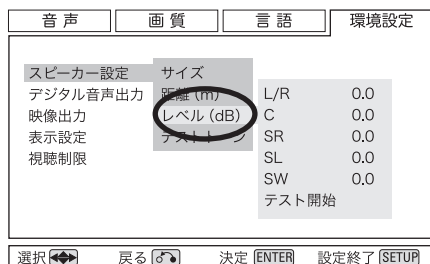 音声 画質 言語 環境設定
スピーカー設定 サイズ
デジタル音声出力 距離 (m) L/R 0.0
映像出力 レベル (dB) C 0.0
表示設定 テストトーン SR 0.0
視聴制限 SL 0.0
SW 0.0
テスト開始
選択 戻る 決定 ENTER 設定終了 SETUP